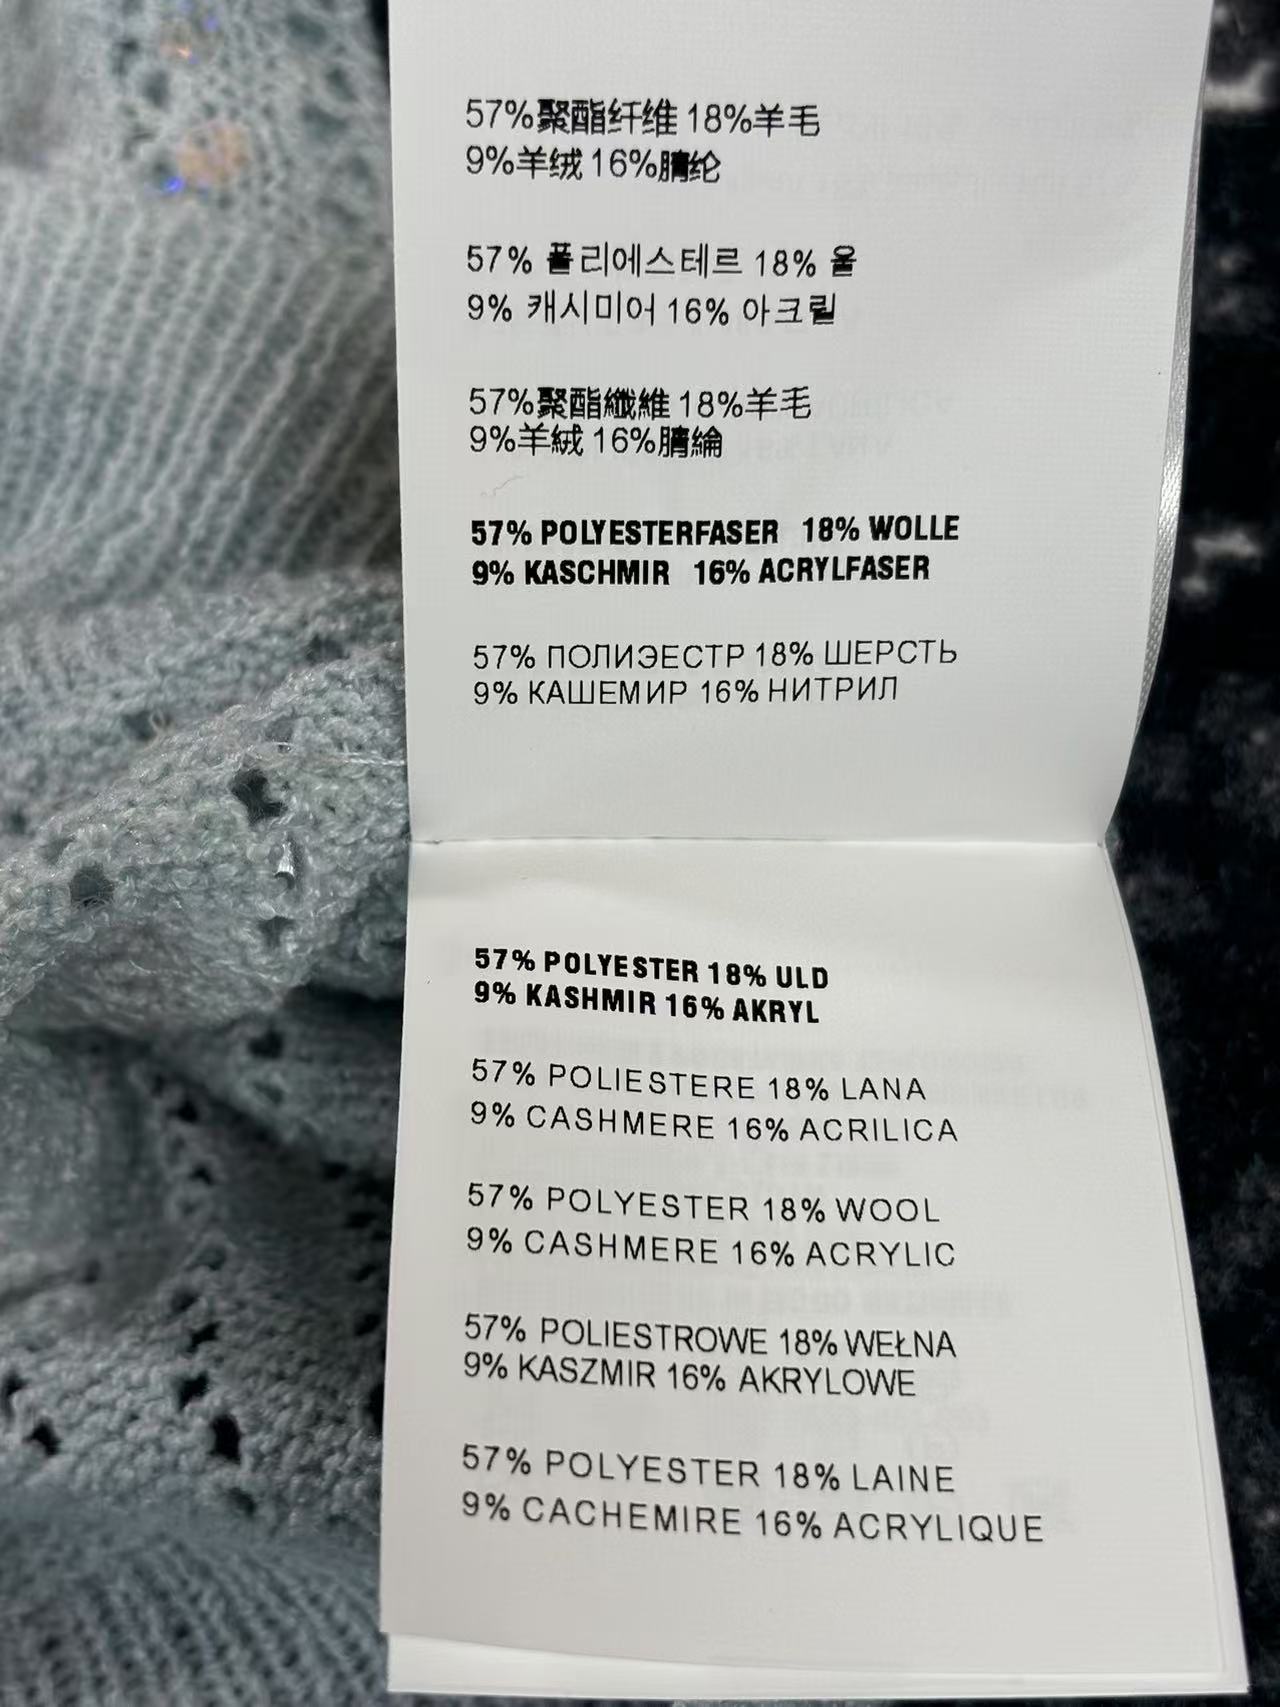 57%聚酯纤维 18%羊毛
9%羊绒 16%腈纶
57% 폴리에스테르 18% 울
9% 캐시미어 16% 아크릴
57%聚酯纖維 18%羊毛
9%羊絨 16%腈綸
57% POLYESTERFASER 18% WOLLE
9% KASCHMIR 16% ACRYLFASER
57% ПОЛИЭЕСТР 18% ШЕРСТЬ
9% КАШЕМИР 16% НИТРИЛ
57% POLYESTER 18% ULD
9% KASHMIR 16% AKRYL
57% POLIESTERE 18% LANA
9% CASHMERE 16% ACRILICA
57% POLYESTER 18% WOOL
9% CASHMERE 16% ACRYLIC
57% POLIESTROWE 18% WEŁNA
9% KASZMIR 16% AKRYLOWE
57% POLYESTER 18% LAINE
9% CACHEMIRE 16% ACRYLIQUE